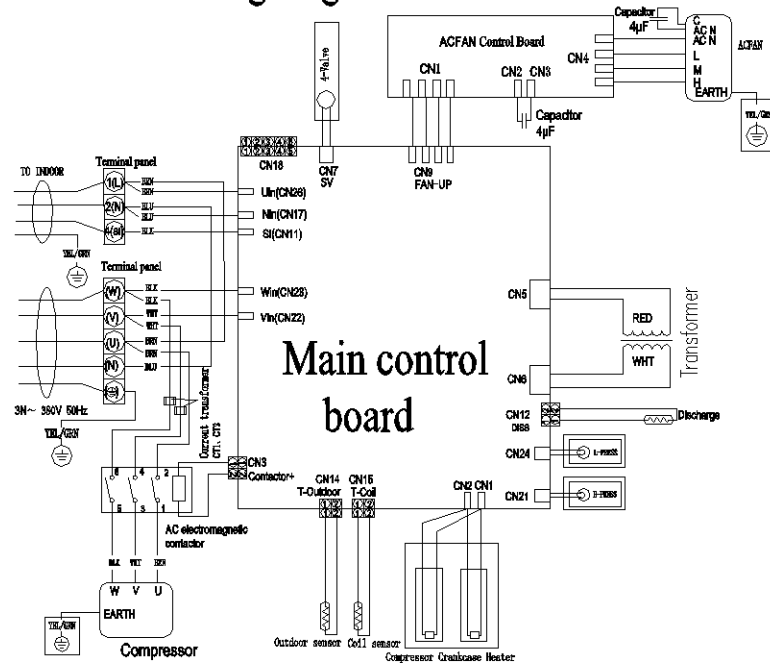 Capacitor
4µF
C
AC N
AC N
L
M
H
EARTH
ACFAN
YEL/GRN
ACFAN Control Board
CN1
CN2 CN3
CN4
Capacitor
4µF
4-Valve
CN18
CN7
SV
CN9
FAN-UP
TO INDOOR
Terminal panel
1(L)
BRN
BRN
2(N)
BLU
BLU
4(SI)
BLK
YEL/GRN
UIn(CN26)
NIn(CN17)
SI(CN11)
Terminal panel
(W)
BLK
BLK
(V)
WHT
WHT
(U)
BRN
BRN
(N)
BLU
WIn(CN23)
VIn(CN22)
3N~ 380V 50Hz
YEL/GRN
Current transformer
CT1, CT2
Main control
board
CN5
CN6
RED
WHT
Transformer
CN12
DISS
Discharge
CN24
L-PRESS
CN21
H-PRESS
CN3
Contactor+
6 4 2
5 3 1
AC electromagnetic
contactor
CN14
T-Outdoor
CN15
T-Coil
CN2 CN1
BLK WHT BRN
W V U
EARTH
YEL/GRN
Compressor
Outdoor sensor
Coil sensor
Compressor Crankcase Heater